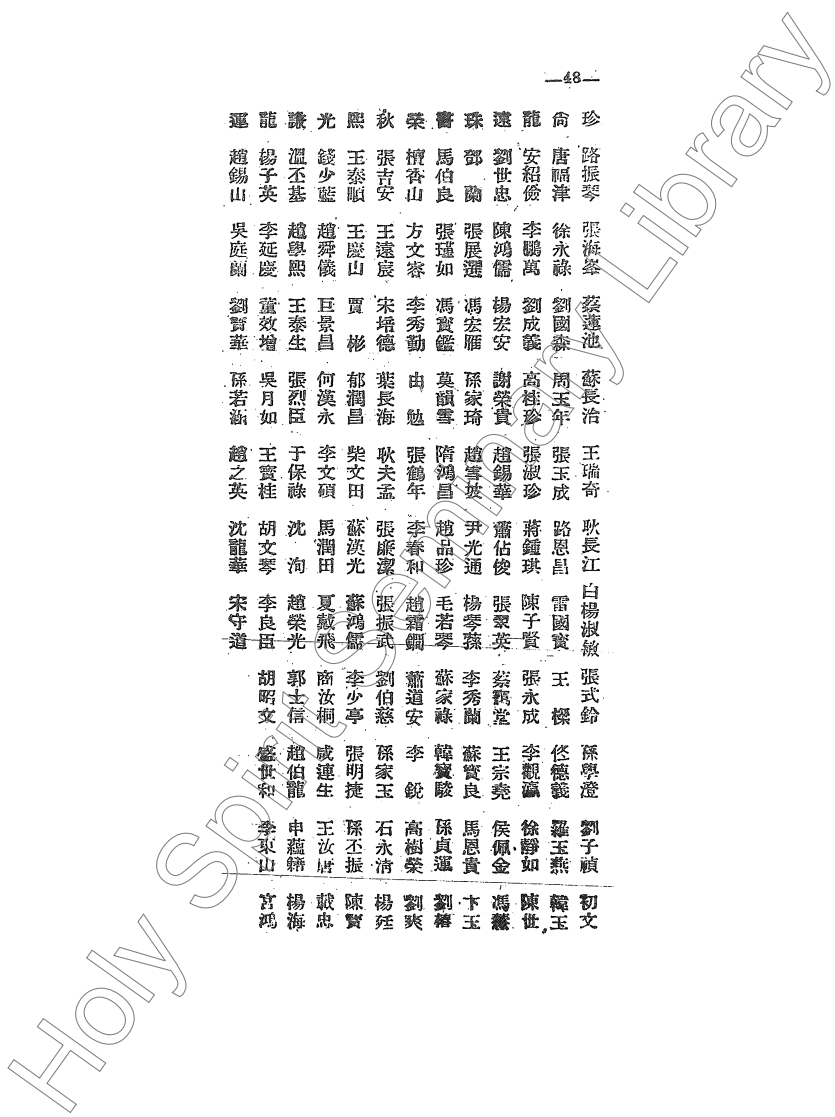 —48—
珍 路振琴 張海峯 蔡蓮池 蘇長治 王瑞奇 耿長江 白楊淑敏 張式鈴 孫學澄 劉子禎 初文
尙 唐福津 徐永祿 劉國森 周玉年 張玉成 路恩昌 雷國寶 王樑 佟德義 羅玉燕 韓玉
龍 安紹儉 李鵬萬 劉成義 高桂珍 張淑珍 蔣鍾琪 陳子賢 張永成 李觀瀛 徐靜如 陳世
遠 劉世忠 陳鴻儒 楊宏安 謝榮貴 趙錫華 蕭佔俊 張翠英 蔡霱堂 王宗堯 侯佩金 馮慈
珠 鄧蘭 張展選 馮宏雁 孫家琦 趙雪坡 尹光通 楊琴蓀 李秀蘭 蘇寶良 馬恩貴 卞玉
書 馬伯良 張瑾如 馮寶鑑 莫韻雪 隋鴻昌 趙品珍 毛若琴 蘇家祿 韓寶駿 孫貞運 劉椿
榮 檀香山 方文睿 李秀勤 由勉 張鶴年 李春和 趙霜鐗 蕭道安 李銳 高樹榮 劉爽
秋 張吉安 王遠宸 宋培德 葉長海 耿夫孟 張廉潔 張振武 劉伯慈 孫家玉 石永清 楊廷
熙 王泰順 王慶山 賈彬 郁潤昌 柴文田 蘇漢光 蘇鴻儒 李少亭 張明捷 孫丕振 陳賢
光 錢少藍 趙舜儀 巨景昌 何漢永 李文碩 馬潤田 夏戴飛 商汝桐 咸連生 王汝唐 戴忠
謙 溫丕基 趙學熙 王泰生 張烈臣 于保祿 沈洵 趙榮光 郭士信 趙伯龍 申蘊籍 楊海
龍 楊子英 李延慶 董效增 吳月如 王寶桂 胡文琴 李良臣 胡昭文 盛世和 李東山 宮鴻
運 趙錫山 吳庭蘭 劉賢華 孫若涵 趙之英 沈龍華 宋守道
Holy Spirit Seminary Library